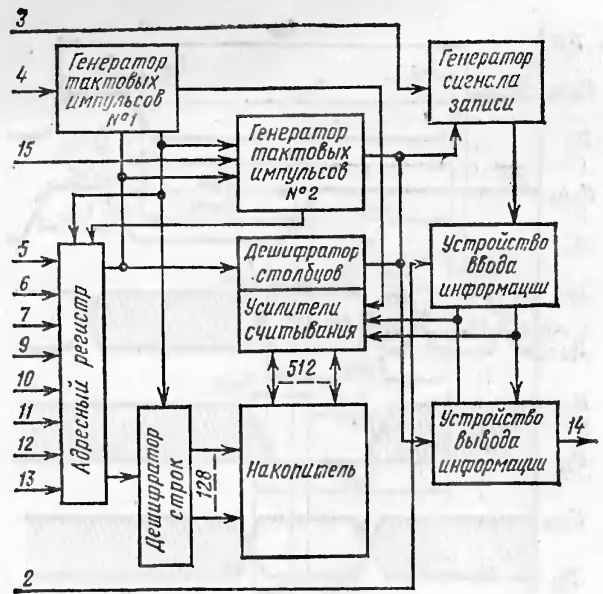 3
4
Генератор
тактовых
импульсов
№1
Генератор
сигнала
записи
15
Генератор
тактовых
импульсов
№2
5
6
7
9
10
11
12
13
Адресный регистр
Дешифратор
столбцов
Усилители
считывания
Устройство
ввода
информации
512
Дешифратор
строк
128
Накопитель
Устройство
вывода
информации
14
2